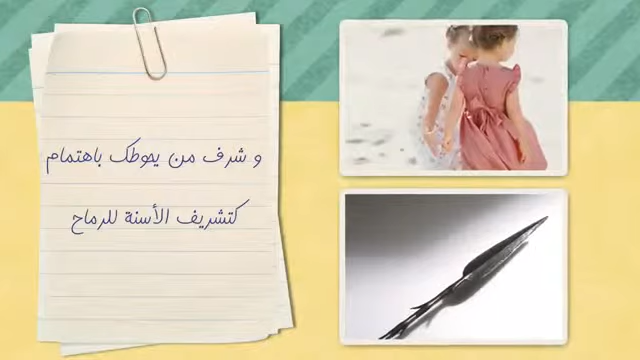 و شرف من يحوطك باهتمام
كتشريف الأسنة للرماح